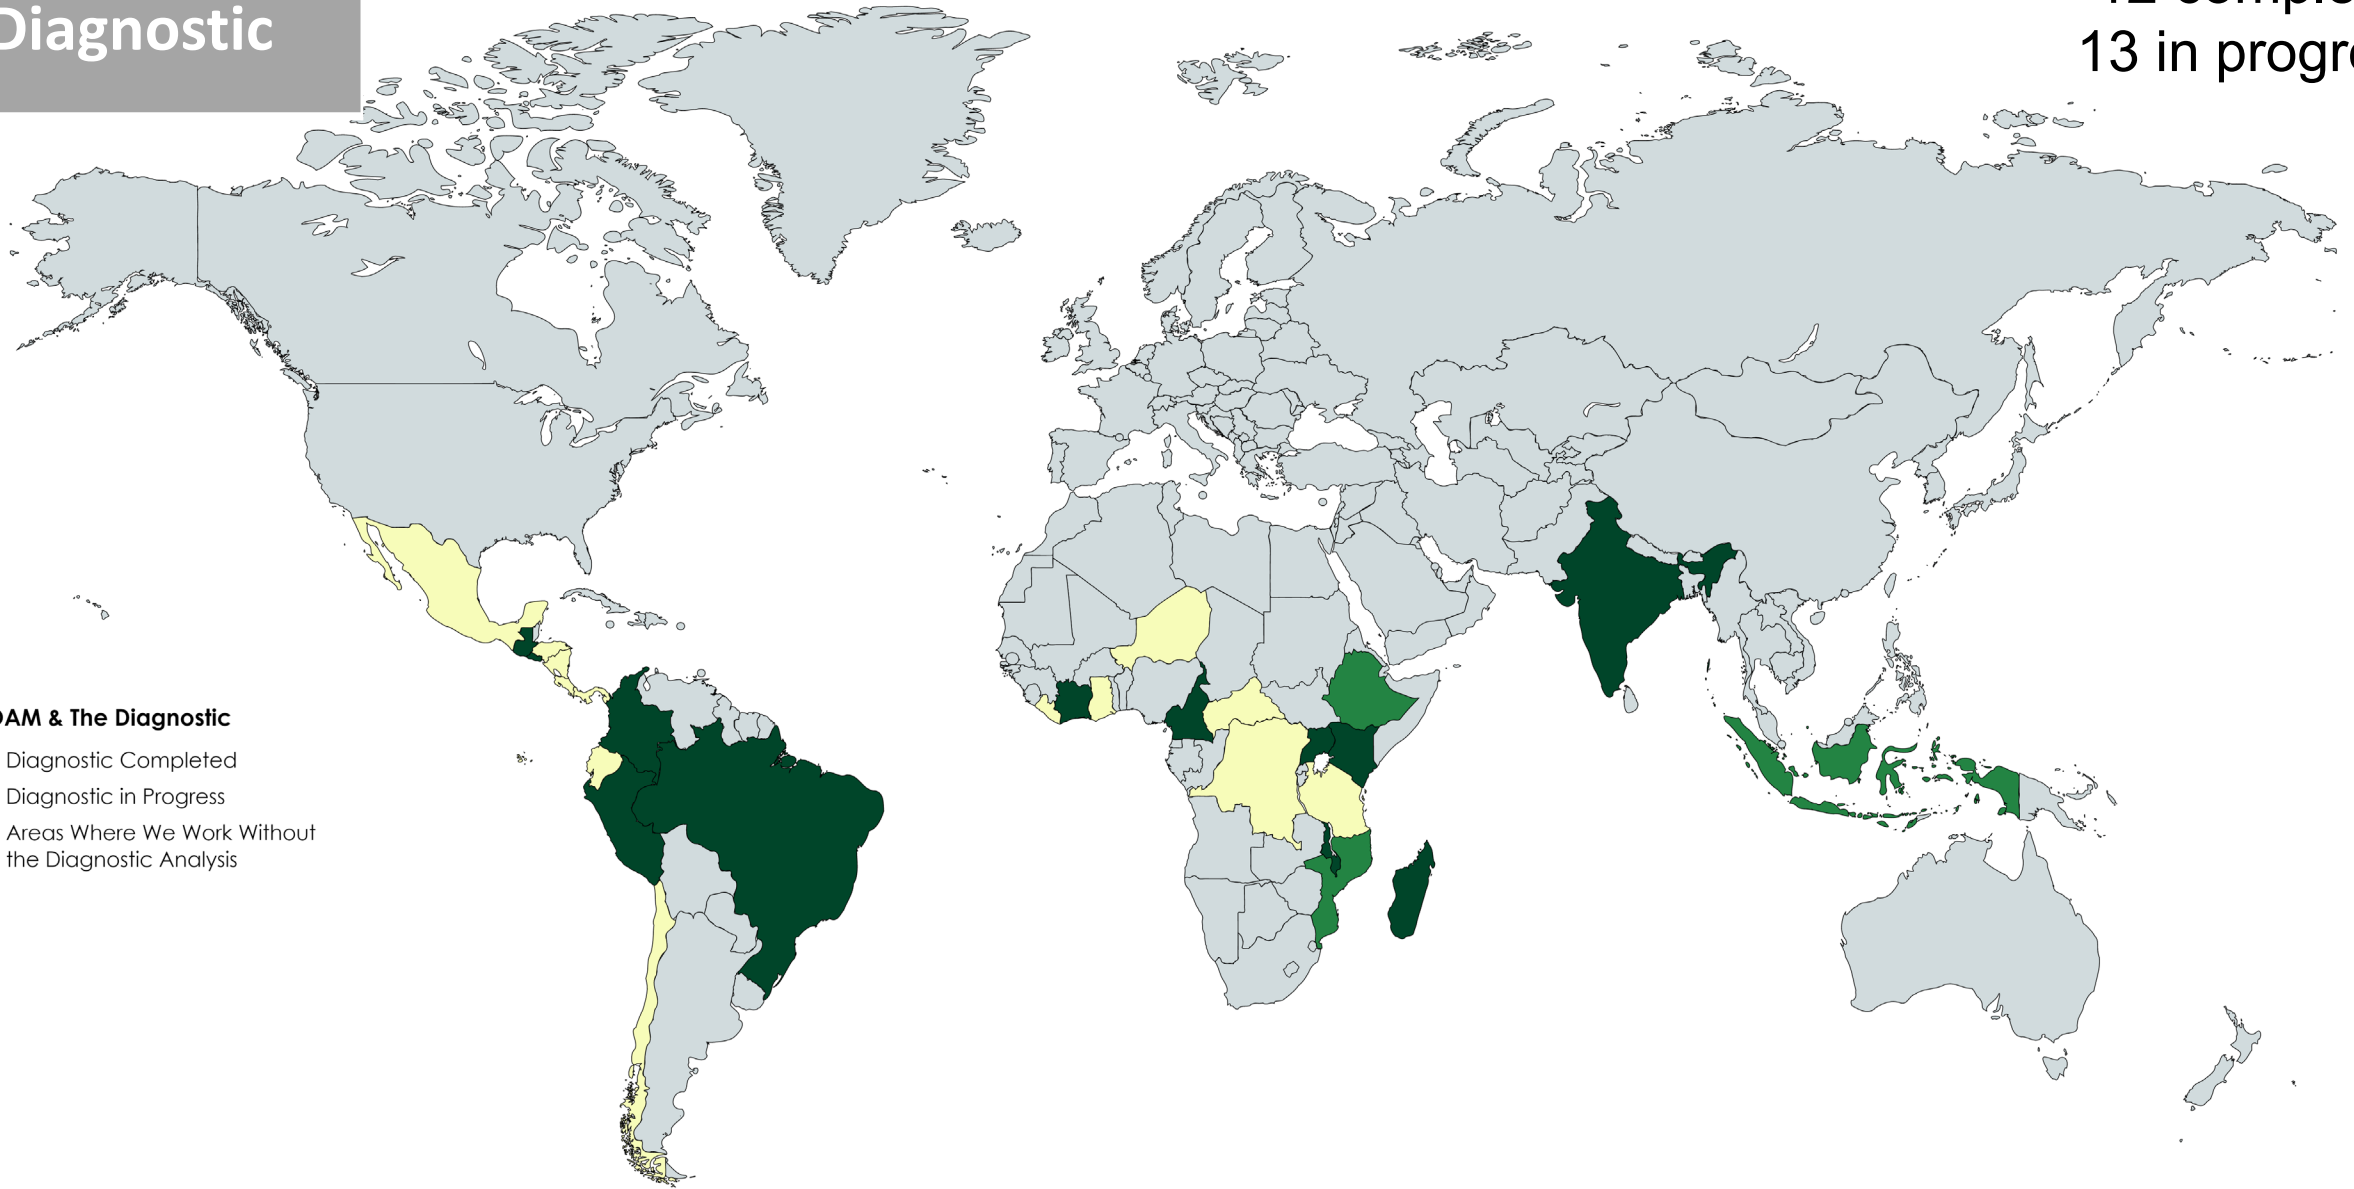 Diagnostic
13 in progre
AM & The Diagnostic
Diagnostic Completed
Diagnostic in Progress
Areas Where We Work Without
the Diagnostic Analysis